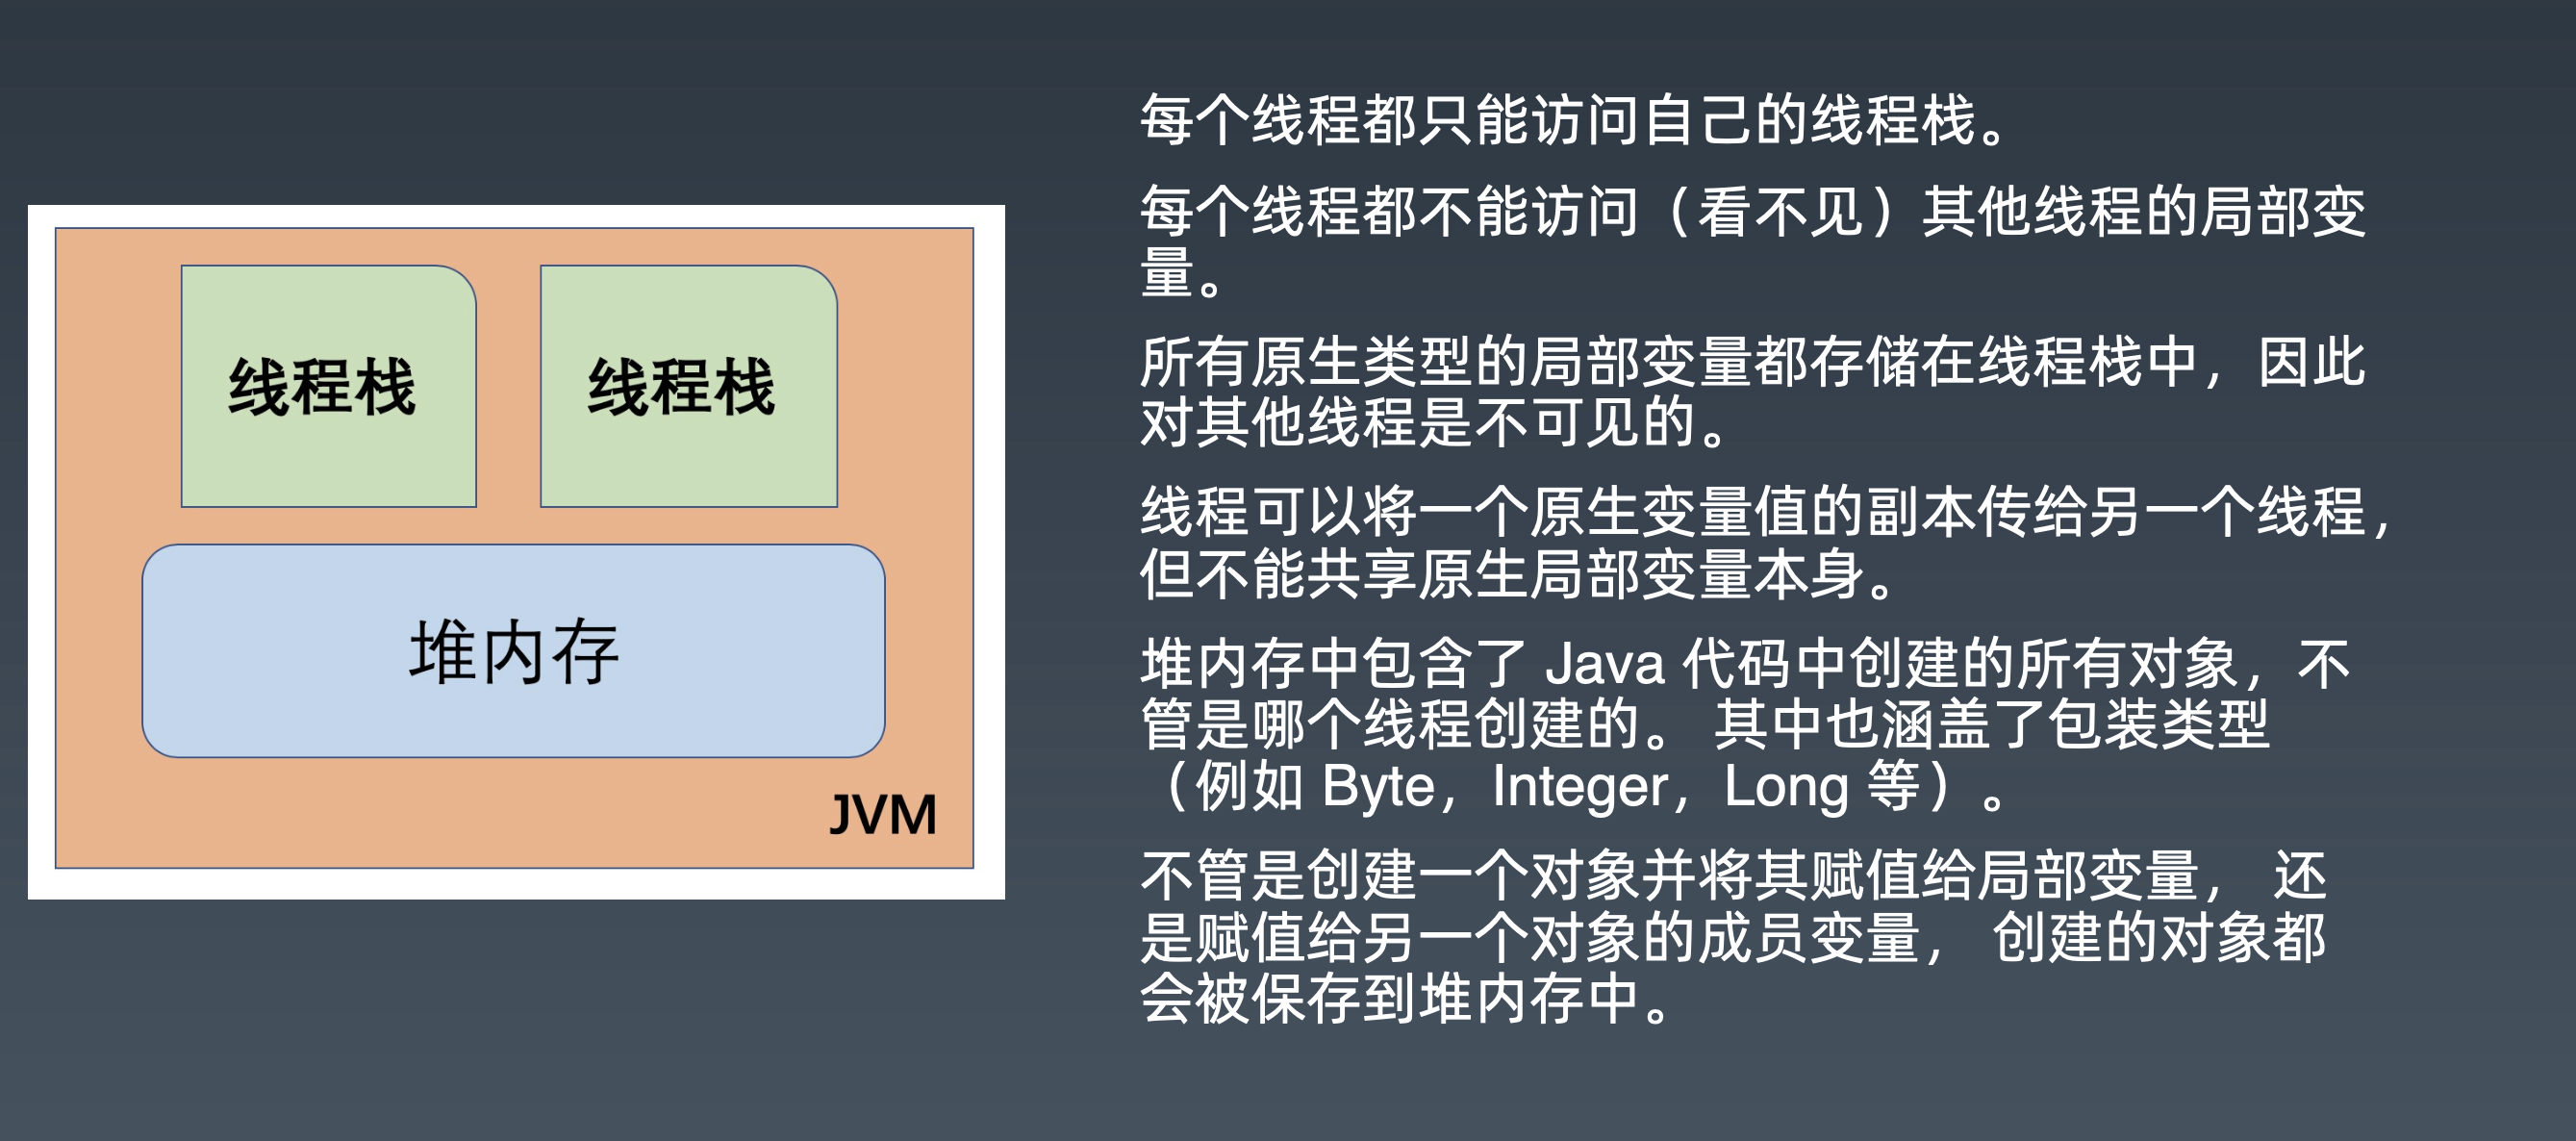 线程栈
线程栈
堆内存
JVM
每个线程都只能访问自己的线程栈。
每个线程都不能访问（看不见）其他线程的局部变
量。
所有原生类型的局部变量都存储在线程栈中，因此
对其他线程是不可见的。
线程可以将一个原生变量值的副本传给另一个线程，
但不能共享原生局部变量本身。
堆内存中包含了 Java 代码中创建的所有对象，不
管是哪个线程创建的。 其中也涵盖了包装类型
（例如 Byte，Integer，Long 等）。
不管是创建一个对象并将其赋值给局部变量， 还
是赋值给另一个对象的成员变量， 创建的对象都
会被保存到堆内存中。